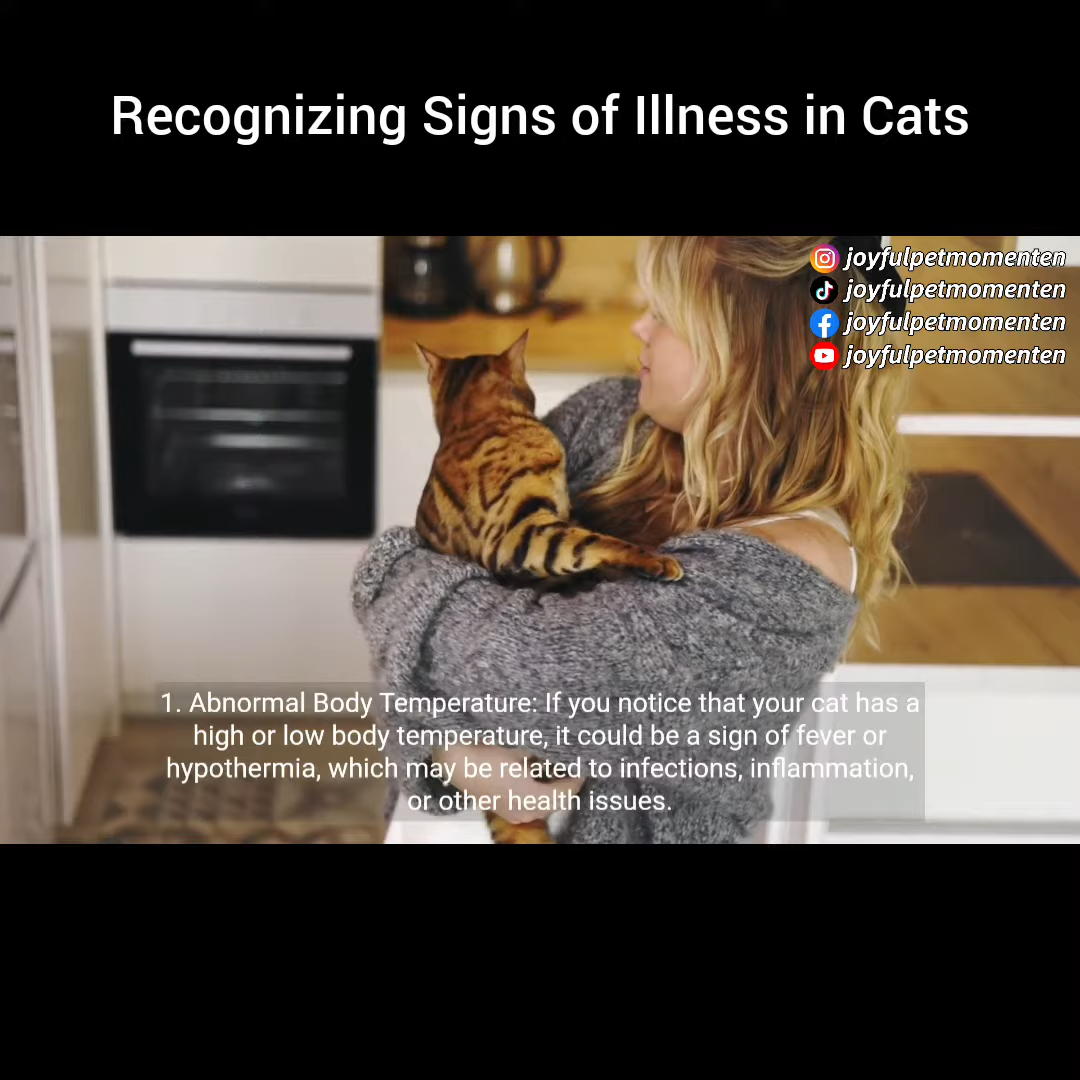 Recognizing Signs of Illness in Cats
joyfulpetmomenten
joyfulpetmomenten
joyfulpetmomenten
joyfulpetmomenten
1. Abnormal Body Temperature: If you notice that your cat has a
high or low body temperature, it could be a sign of fever or
hypothermia, which may be related to infections, inflammation,
or other health issues.